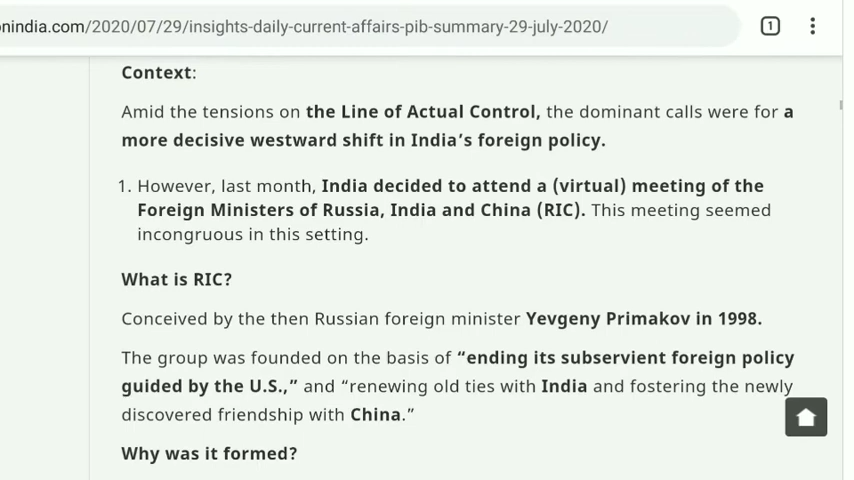 nindia.com/2020/07/29/insights-daily-current-affairs-pib-summary-29-july-2020/
1
Context:
Amid the tensions on the Line of Actual Control, the dominant calls were for a
more decisive westward shift in India’s foreign policy.
1. However, last month, India decided to attend a (virtual) meeting of the
Foreign Ministers of Russia, India and China (RIC). This meeting seemed
incongruous in this setting.
What is RIC?
Conceived by the then Russian foreign minister Yevgeny Primakov in 1998.
The group was founded on the basis of “ending its subservient foreign policy
guided by the U.S.,” and “renewing old ties with India and fostering the newly
discovered friendship with China.”
Why was it formed?